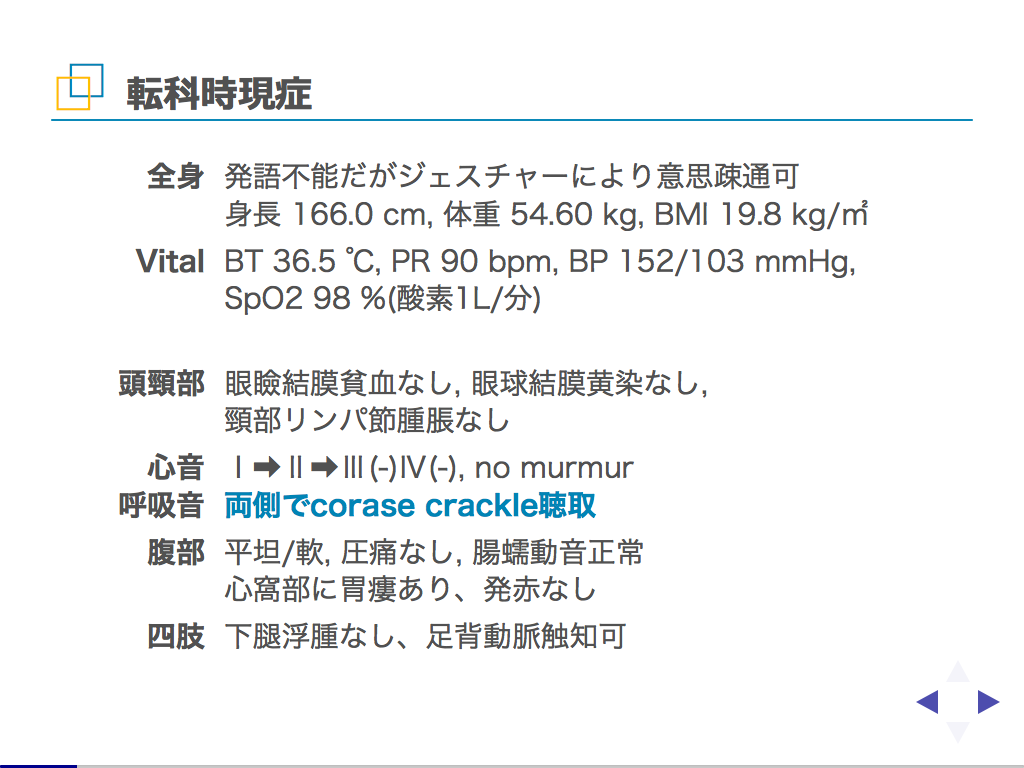 転科時現症
全身 発語不能だがジェスチャーにより意思疎通可
身長 166.0 cm, 体重 54.60 kg, BMI 19.8 kg/㎡
Vital BT 36.5 ℃, PR 90 bpm, BP 152/103 mmHg,
SpO2 98 %(酸素1L/分)
頭頸部 眼瞼結膜貧血なし, 眼球結膜黄染なし,
頸部リンパ節腫脹なし
心音 Ⅰ➡Ⅱ➡Ⅲ(-)Ⅳ(-), no murmur
呼吸音 両側でcorase crackle聴取
腹部 平坦/軟, 圧痛なし, 腸蠕動音正常
心窩部に胃瘻あり、発赤なし
四肢 下腿浮腫なし、足背動脈触知可